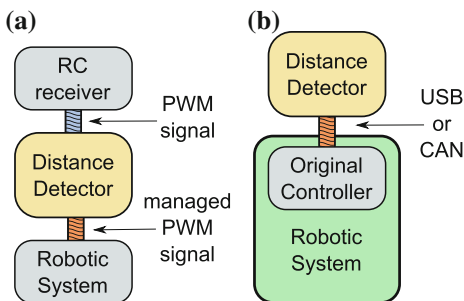 (a)
RC
receiver
PWM
signal
Distance
Detector
managed
PWM
signal
Robotic
System
(b)
Distance
Detector
USB
or
CAN
Original
Controller
Robotic
System